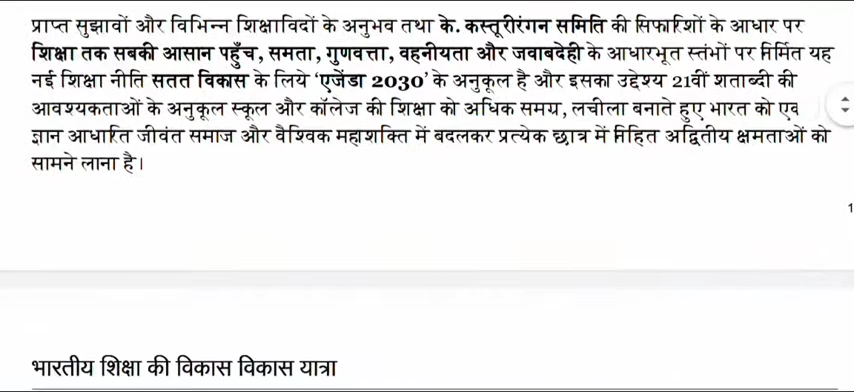 प्राप्त सुझावों और विभिन्न शिक्षाविदों के अनुभव तथा के. कस्तूरीरंगन समिति की सिफारिशों के आधार पर
शिक्षा तक सबकी आसान पहुँच, समता, गुणवत्ता, वहनीयता और जवाबदेही के आधारभूत स्तंभों पर निर्मित यह
नई शिक्षा नीति सतत विकास के लिये ‘एजेंडा 2030’ के अनुकूल है और इसका उद्देश्य 21वीं शताब्दी की
आवश्यकताओं के अनुकूल स्कूल और कॉलेज की शिक्षा को अधिक समग्र, लचीला बनाते हुए भारत को एक
ज्ञान आधारित जीवंत समाज और वैश्विक महाशक्ति में बदलकर प्रत्येक छात्र में निहित अद्वितीय क्षमताओं को
सामने लाना है।
1
भारतीय शिक्षा की विकास विकास यात्रा